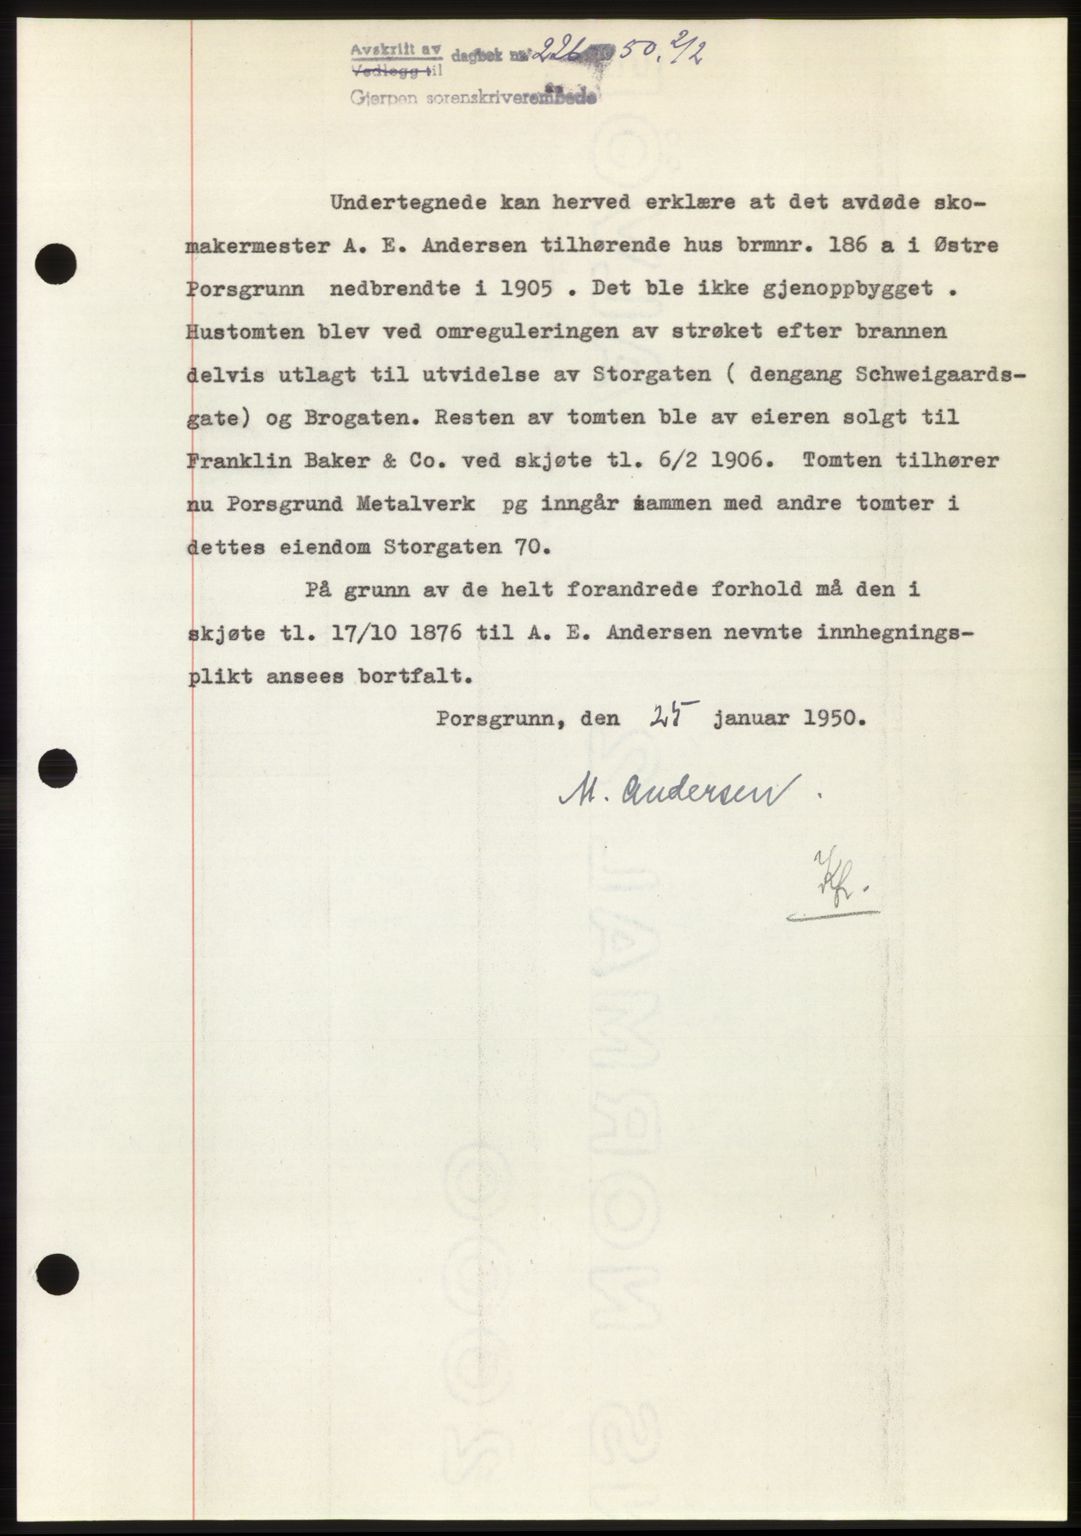 Avskrift av
Vedlegg til dagbok nr 226 50. 2/2
Gjerpen sorenskriverembede
Undertegnede kan herved erklære at det avdøde sko-
makermester A. E. Andersen tilhørende hus brmnr. 186 a i Østre
Porsgrunn nedbrendte i 1905 . Det ble ikke gjenoppbygget .
Hustomten blev ved omreguleringen av strøket efter brannen
delvis utlagt til utvidelse av Storgaten ( dengang Schweigaards-
gate) og Brogaten. Resten av tomten ble av eieren solgt til
Franklin Baker & Co. ved skjøte tl. 6/2 1906. Tomten tilhører
nu Porsgrund Metalverk pg inngår sammen med andre tomter i
dettes eiendom Storgaten 70.
På grunn av de helt forandrede forhold må den i
skjøte tl. 17/10 1876 til A. E. Andersen nevnte innhegnings-
plikt ansees bortfalt.
Porsgrunn, den 25 januar 1950.
M. Andersen .